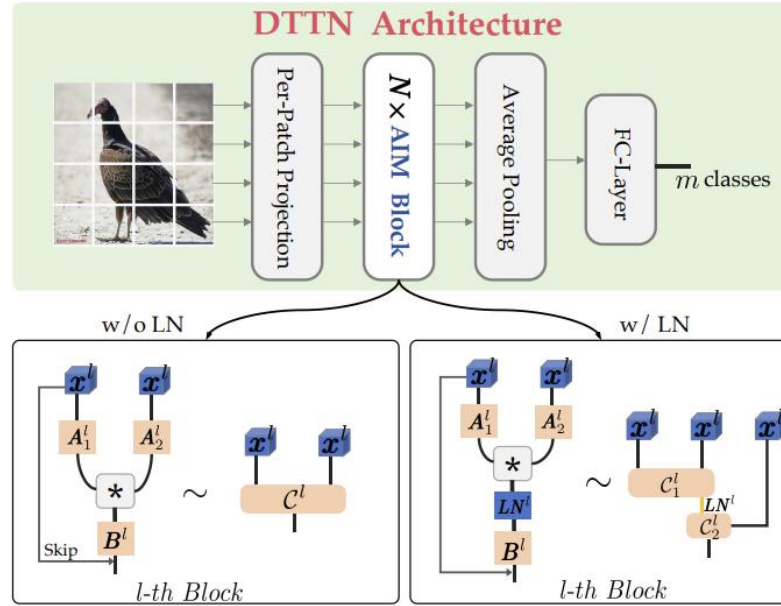 DTTN Architecture
Per-Patch Projection
N × AIM Block
Average Pooling
FC-Layer
m classes
w/o LN
w/ LN
x^l x^l
A_1^l A_2^l
*
B^l
Skip
~
x^l x^l
C^l
l-th Block
x^l x^l
A_1^l A_2^l
*
LN^l
B^l
~
x^l x^l x^l
C_1^l
LN^l
C_2^l
l-th Block